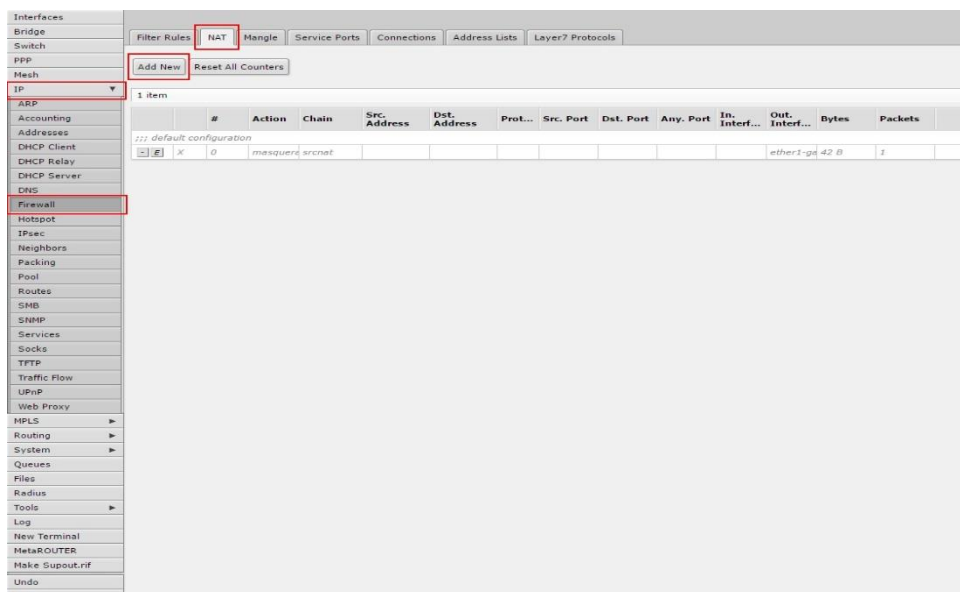 Interfaces
Bridge
Switch
PPP
Mesh
IP
ARP
Accounting
Addresses
DHCP Client
DHCP Relay
DHCP Server
DNS
Firewall
Hotspot
IPsec
Neighbors
Packing
Pool
Routes
SMB
SNMP
Services
Socks
TFTP
Traffic Flow
UPnP
Web Proxy
MPLS
Routing
System
Queues
Files
Radius
Tools
Log
New Terminal
MetaROUTER
Make Supout.rif
Undo
Filter Rules NAT Mangle Service Ports Connections Address Lists Layer7 Protocols
Add New Reset All Counters
1 item
# Action Chain Src. Address Dst. Address Prot... Src. Port Dst. Port Any. Port In. Interf... Out. Interf... Bytes Packets
;;; default configuration
- E X 0 masquera srcnat ether1-ga 42 B 1